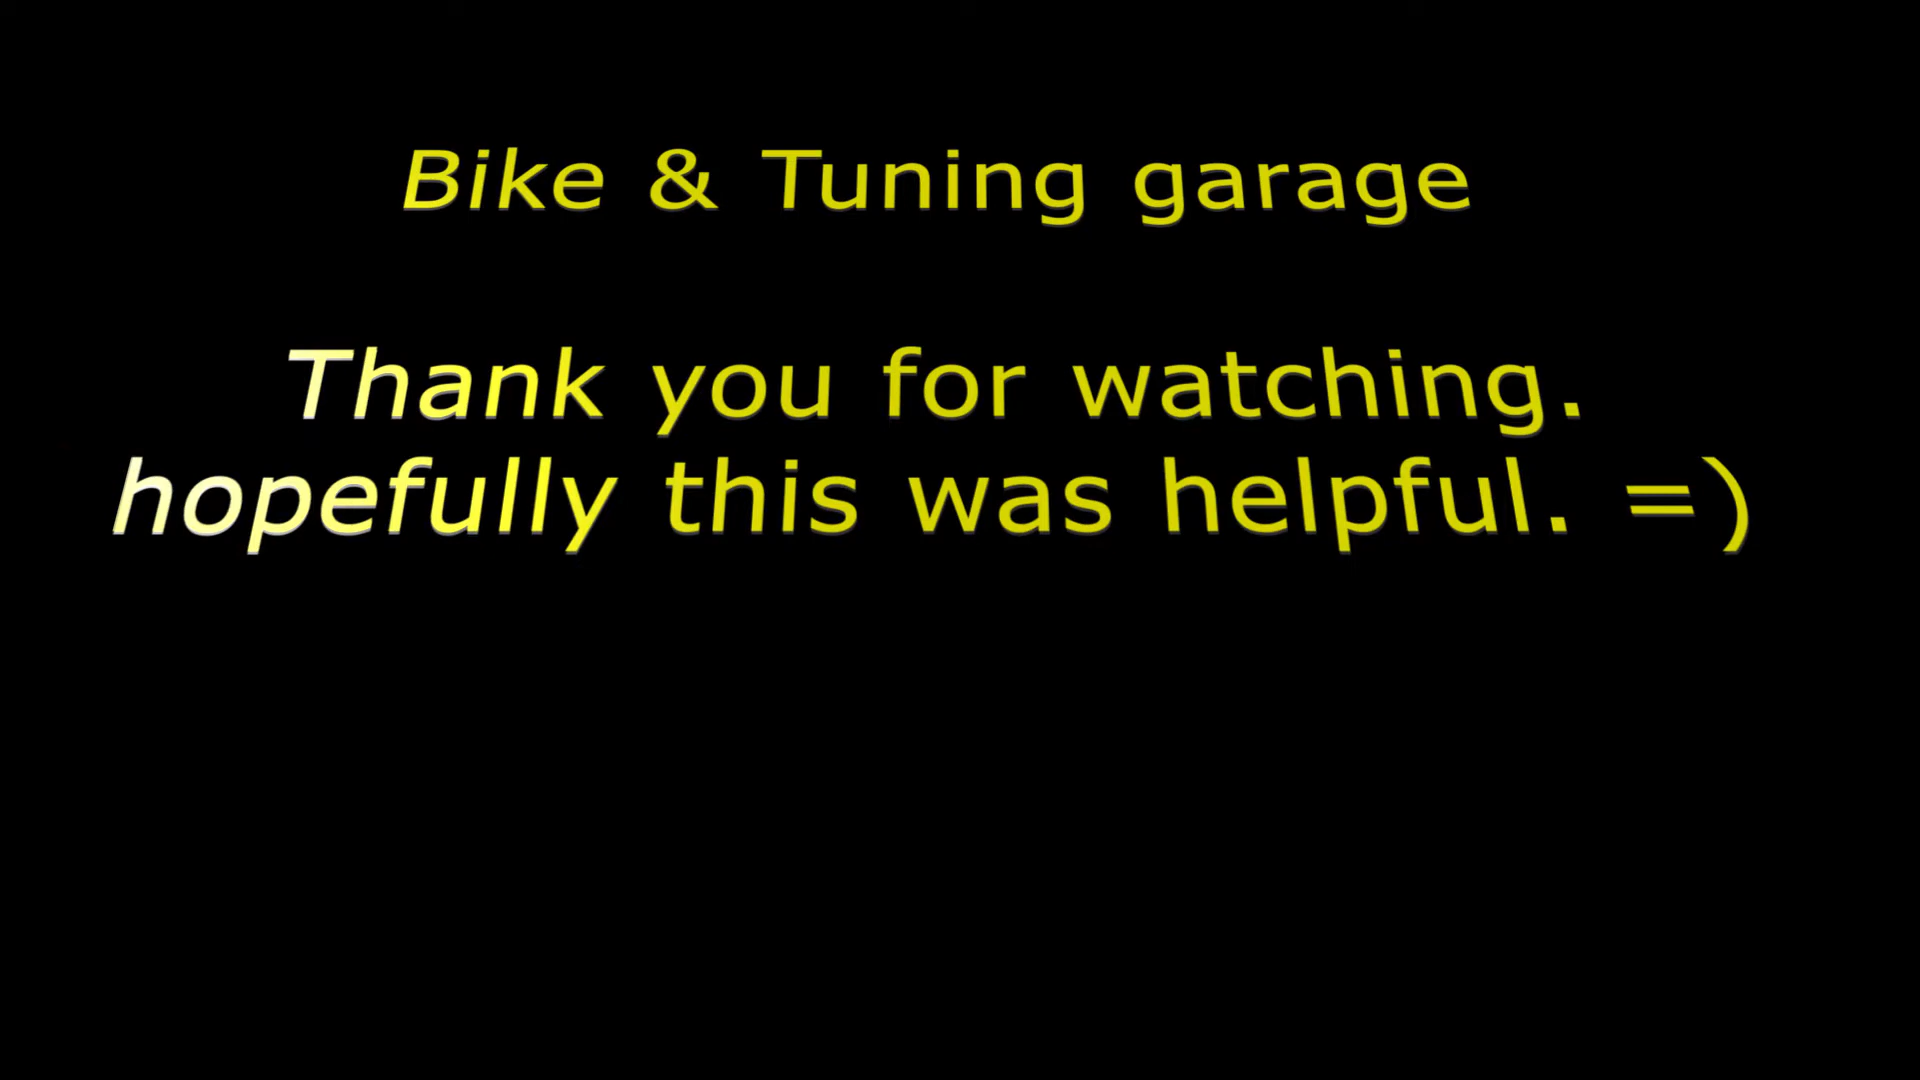 Bike & Tuning garage
Thank you for watching.
hopefully this was helpful. =)